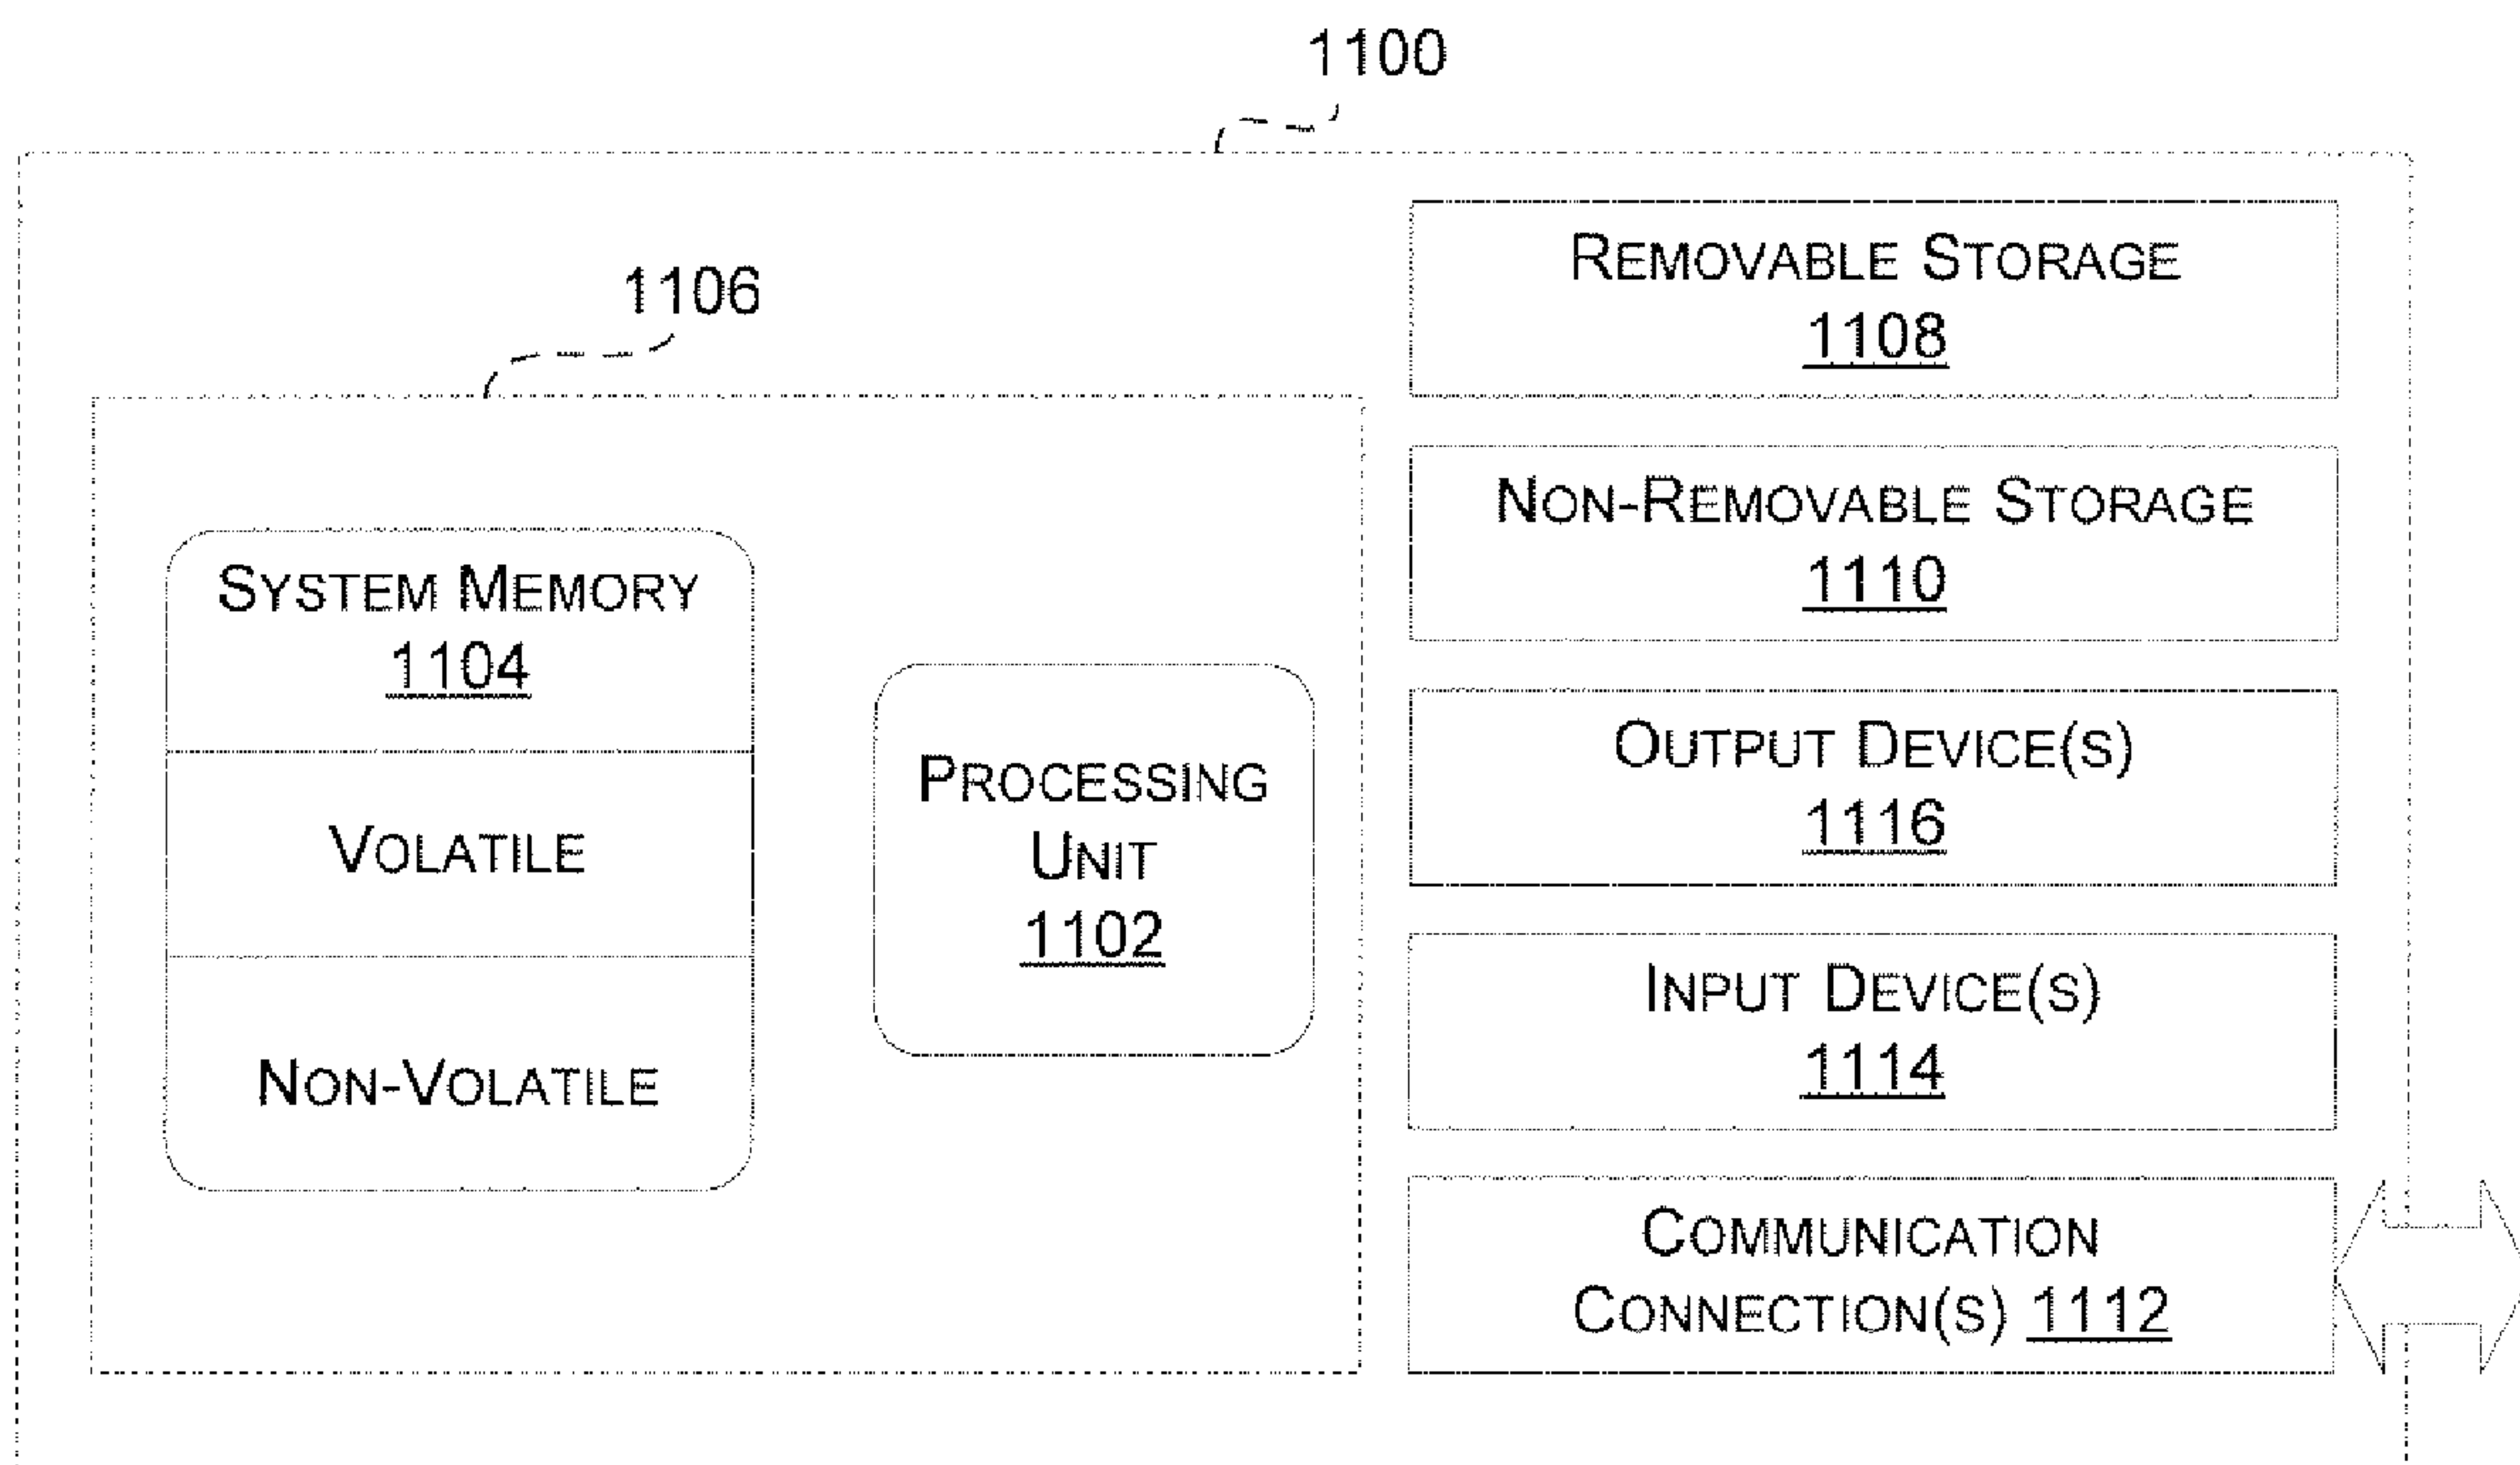 1100
1106
SYSTEM MEMORY
1104
VOLATILE
NON-VOLATILE
PROCESSING
UNIT
1102
REMOVABLE STORAGE
1108
NON-REMOVABLE STORAGE
1110
OUTPUT DEVICE(S)
1116
INPUT DEVICE(S)
1114
COMMUNICATION
CONNECTION(S) 1112